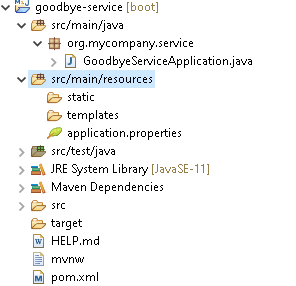 goodbye-service [boot]
src/main/java
org.mycompany.service
GoodbyeServiceApplication.java
src/main/resources
static
templates
application.properties
src/test/java
JRE System Library [JavaSE-11]
Maven Dependencies
src
target
HELP.md
mvnw
pom.xml